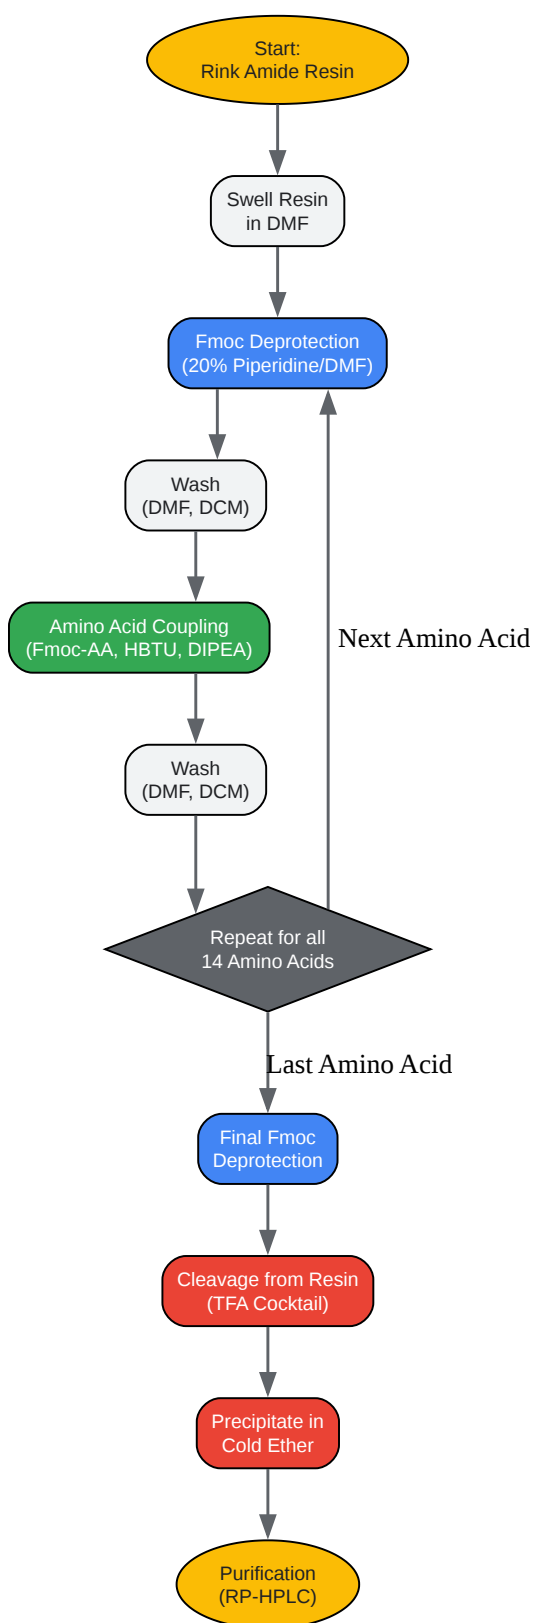 Start:
Rink Amide Resin
Swell Resin
in DMF
Fmoc Deprotection
(20% Piperidine/DMF)
Wash
(DMF, DCM)
Amino Acid Coupling
(Fmoc-AA, HBTU, DIPEA)
Next Amino Acid
Wash
(DMF, DCM)
Repeat for all
14 Amino Acids
Last Amino Acid
Final Fmoc
Deprotection
Cleavage from Resin
(TFA Cocktail)
Precipitate in
Cold Ether
Purification
(RP-HPLC)